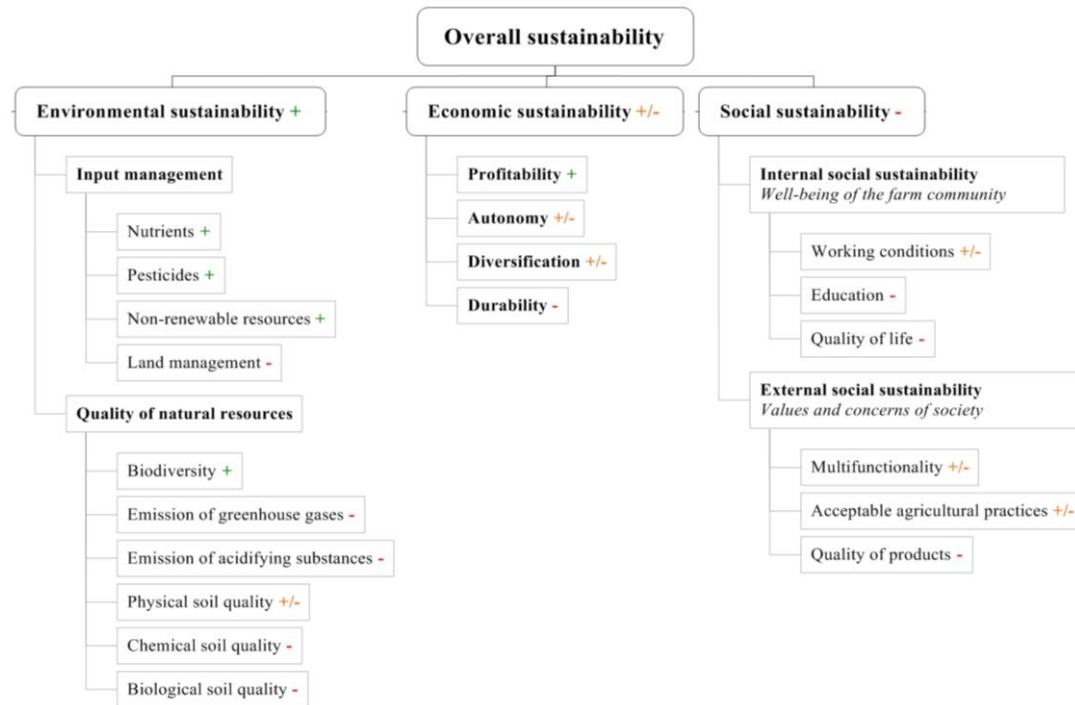 Overall sustainability
Environmental sustainability +
Input management
Nutrients +
Pesticides +
Non-renewable resources +
Land management -
Quality of natural resources
Biodiversity +
Emission of greenhouse gases -
Emission of acidifying substances -
Physical soil quality +/-
Chemical soil quality -
Biological soil quality -
Economic sustainability +/-
Profitability +
Autonomy +/-
Diversification +/-
Durability -
Social sustainability -
Internal social sustainability
Well-being of the farm community
Working conditions +/-
Education -
Quality of life -
External social sustainability
Values and concerns of society
Multifunctionality +/-
Acceptable agricultural practices +/-
Quality of products -